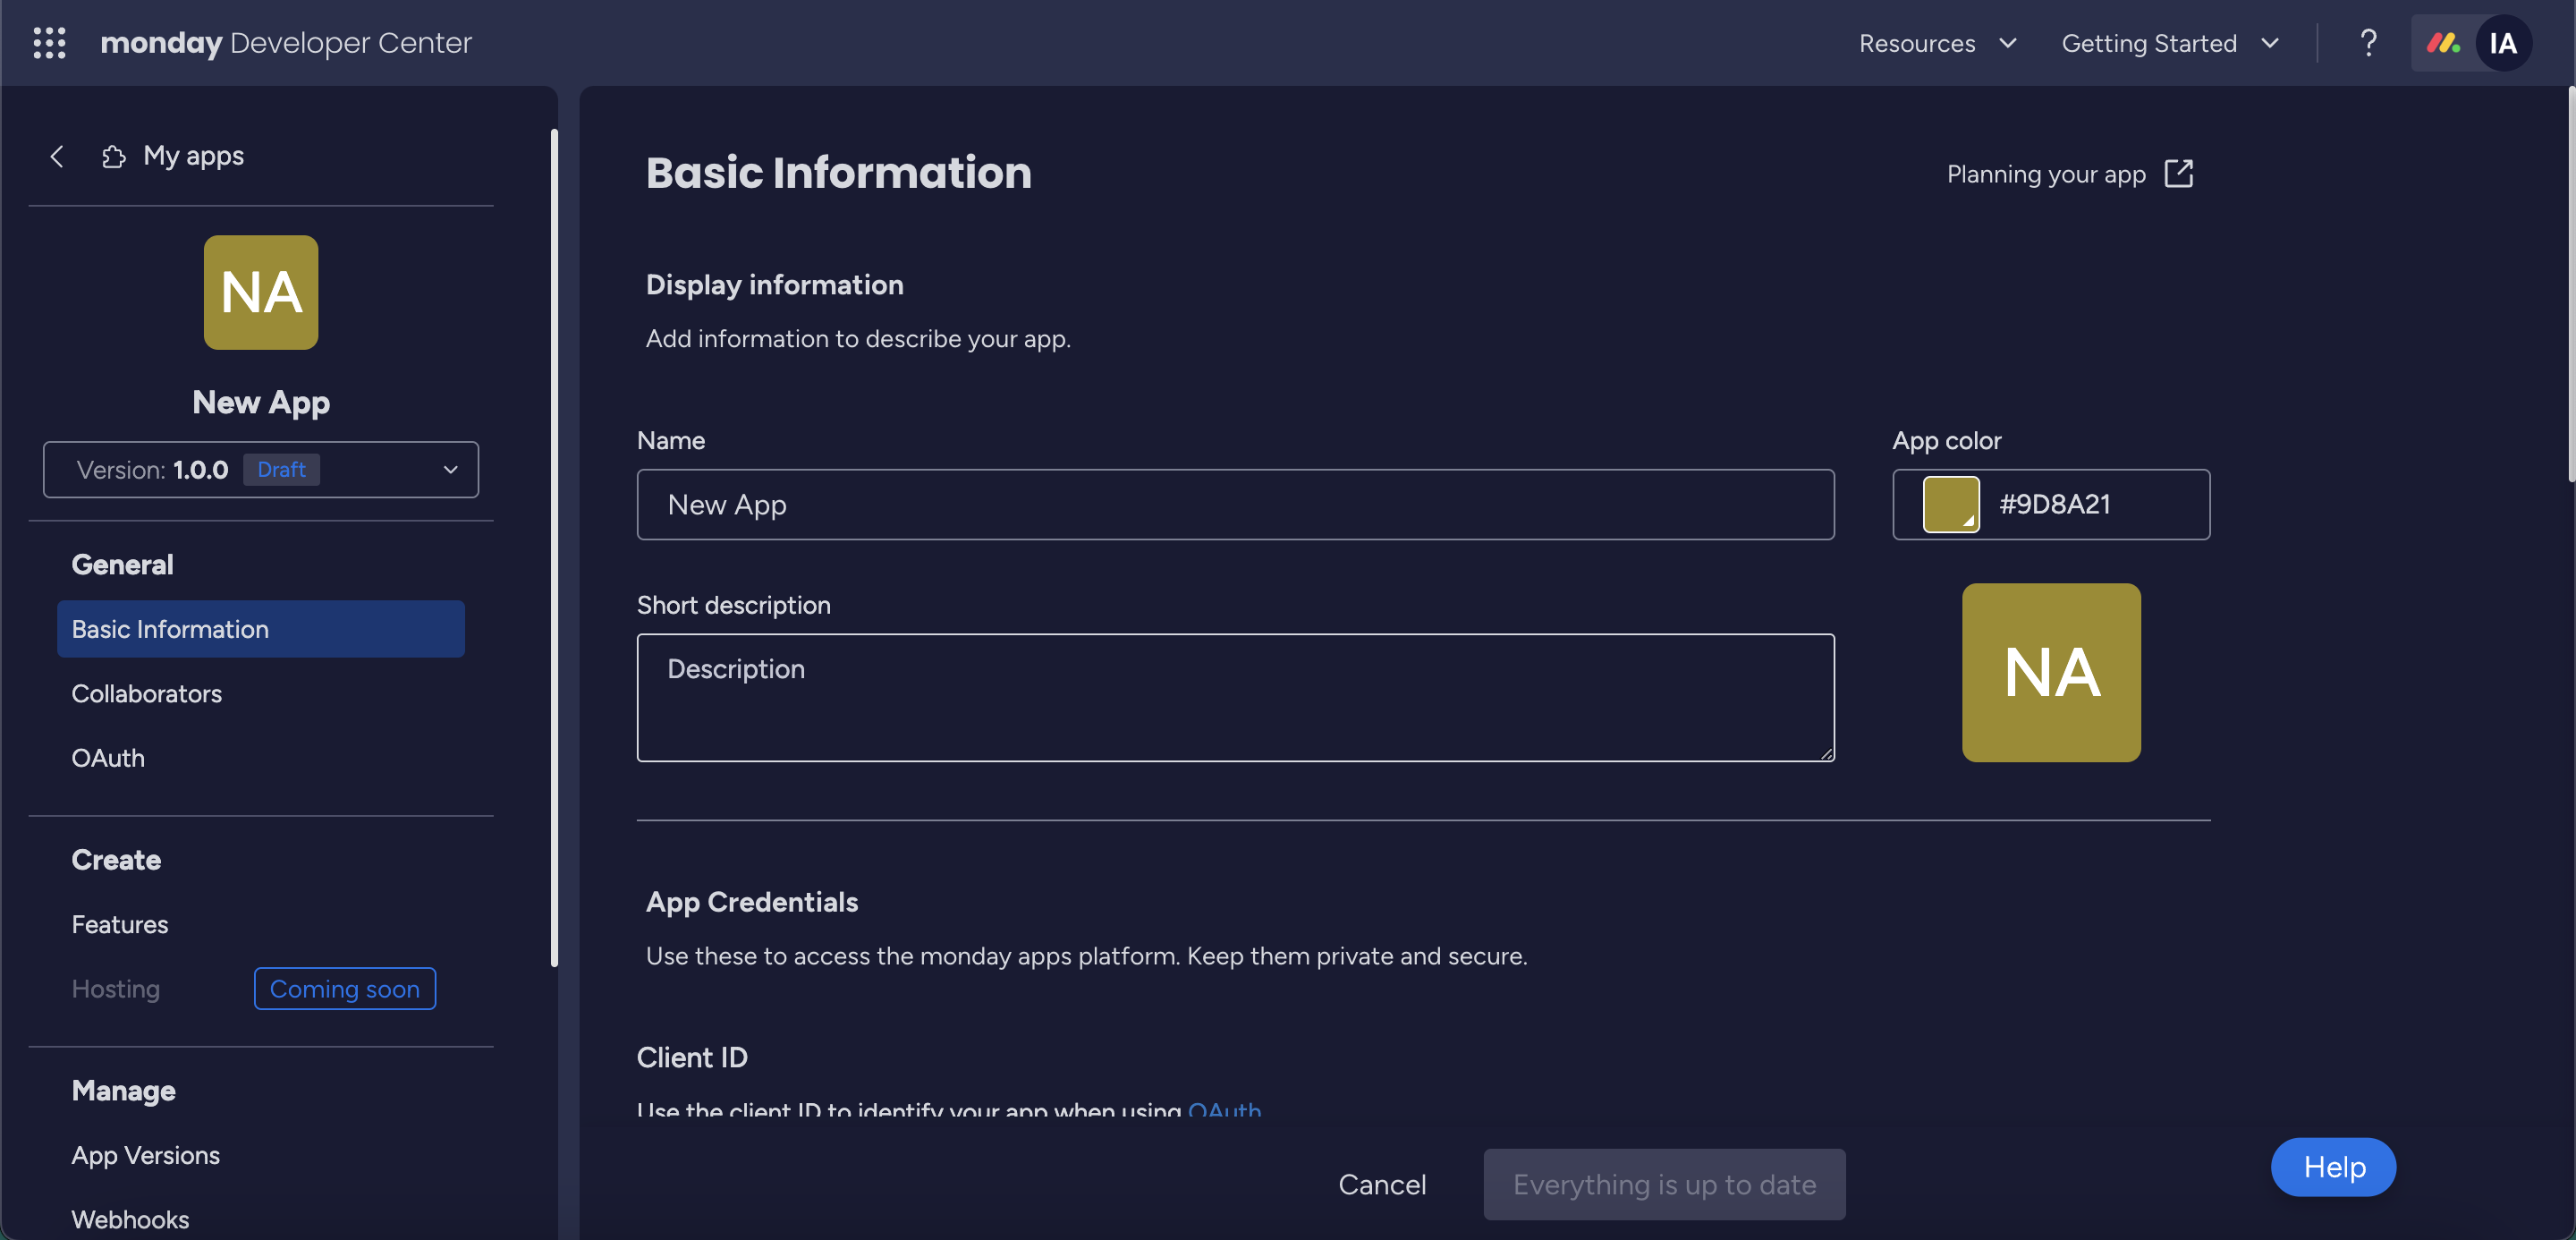 monday Developer Center
Resources
Getting Started
?
IA
My apps
NA
New App
Version: 1.0.0 Draft
General
Basic Information
Collaborators
OAuth
Create
Features
Hosting Coming soon
Manage
App Versions
Webhooks
Basic Information
Planning your app
Display information
Add information to describe your app.
Name
New App
App color
#9D8A21
Short description
Description
NA
App Credentials
Use these to access the monday apps platform. Keep them private and secure.
Client ID
Use the client ID to identify your app when using OAuth
Cancel
Everything is up to date
Help